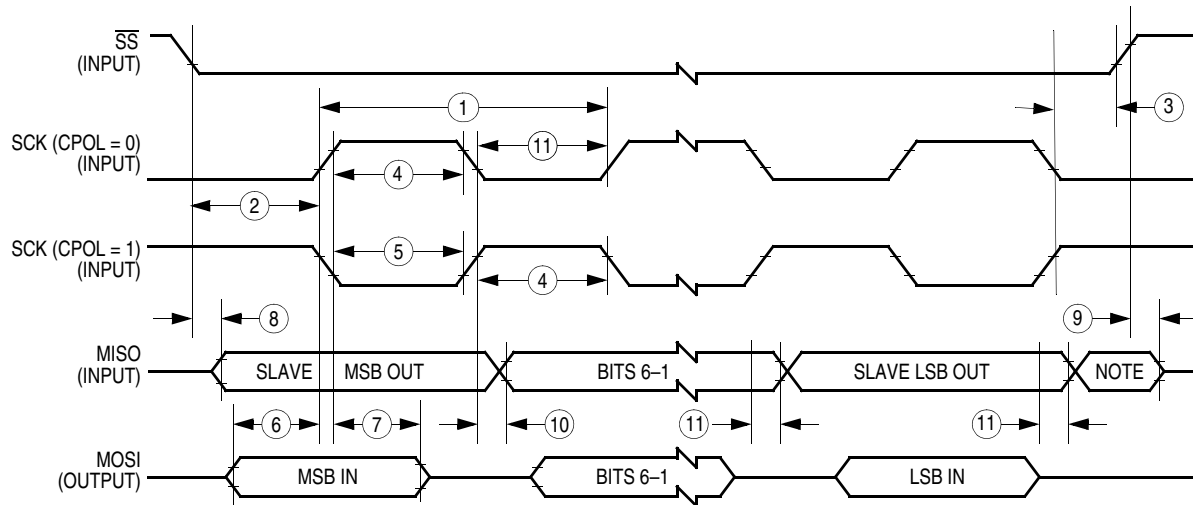 SS
(INPUT)
1
3
SCK (CPOL = 0)
(INPUT)
11
4
2
SCK (CPOL = 1)
(INPUT)
5
4
8
9
MISO
(INPUT)
SLAVE MSB OUT
BITS 6–1
SLAVE LSB OUT
NOTE
6
7
10
11
11
MOSI
(OUTPUT)
MSB IN
BITS 6–1
LSB IN